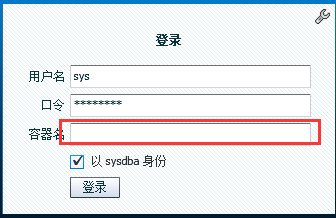 登录
用户名 sys
口令 ********
容器名
以 sysdba 身份
登录